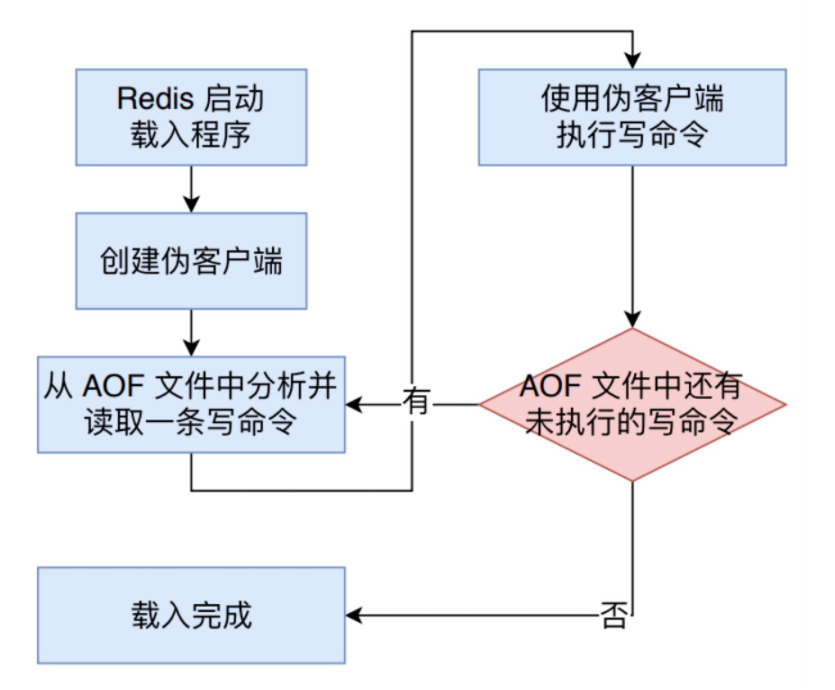 Redis 启动
载入程序
创建伪客户端
从 AOF 文件中分析并
读取一条写命令
使用伪客户端
执行写命令
AOF 文件中还有
未执行的写命令
有
否
载入完成